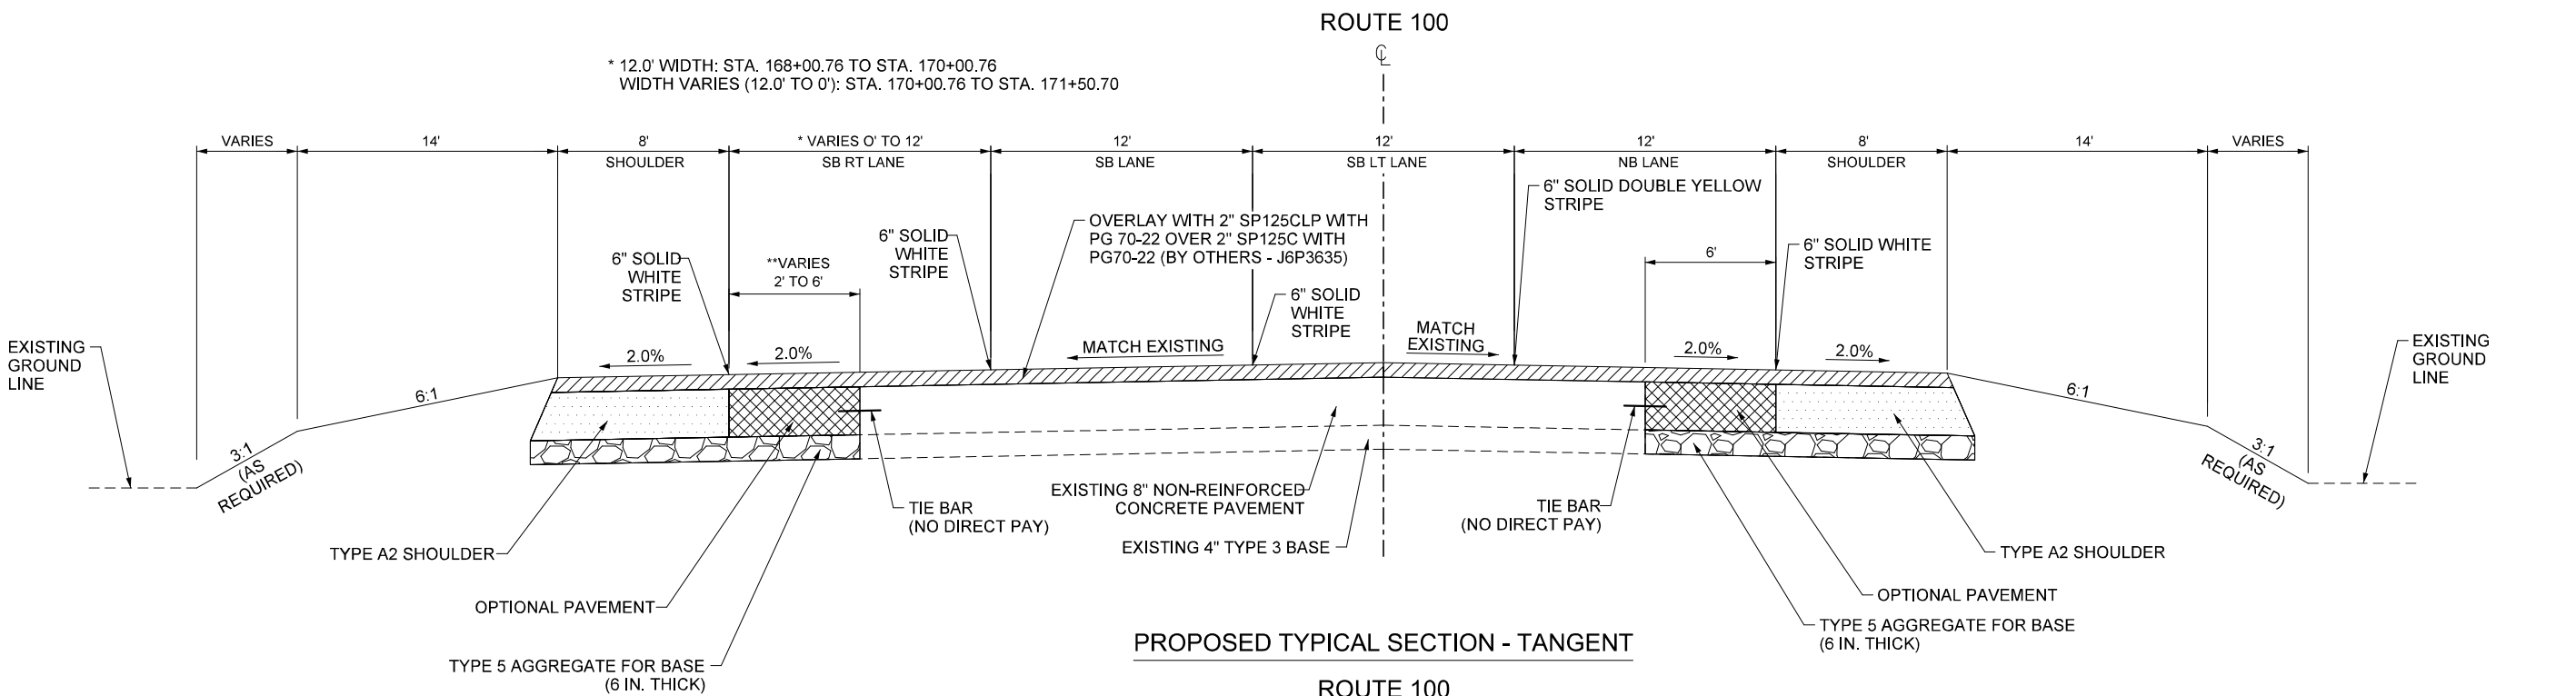 ROUTE 100
CL
* 12.0' WIDTH: STA. 168+00.76 TO STA. 170+00.76
WIDTH VARIES (12.0' TO 0'): STA. 170+00.76 TO STA. 171+50.70
VARIES
14'
8'
SHOULDER
* VARIES O' TO 12'
SB RT LANE
12'
SB LANE
12'
SB LT LANE
12'
NB LANE
8'
SHOULDER
14'
VARIES
6" SOLID
WHITE
STRIPE
**VARIES
2' TO 6'
6" SOLID
WHITE
STRIPE
OVERLAY WITH 2" SP125CLP WITH
PG 70-22 OVER 2" SP125C WITH
PG70-22 (BY OTHERS - J6P3635)
6" SOLID
WHITE
STRIPE
6" SOLID DOUBLE YELLOW
STRIPE
6'
6" SOLID WHITE
STRIPE
EXISTING
GROUND
LINE
2.0%
2.0%
MATCH EXISTING
MATCH
EXISTING
2.0%
2.0%
EXISTING
GROUND
LINE
6:1
3:1
(AS
REQUIRED)
6:1
3:1
(AS
REQUIRED)
TIE BAR
(NO DIRECT PAY)
EXISTING 8" NON-REINFORCED
CONCRETE PAVEMENT
TIE BAR
(NO DIRECT PAY)
TYPE A2 SHOULDER
EXISTING 4" TYPE 3 BASE
TYPE A2 SHOULDER
OPTIONAL PAVEMENT
OPTIONAL PAVEMENT
TYPE 5 AGGREGATE FOR BASE
(6 IN. THICK)
TYPE 5 AGGREGATE FOR BASE
(6 IN. THICK)
PROPOSED TYPICAL SECTION - TANGENT
ROUTE 100